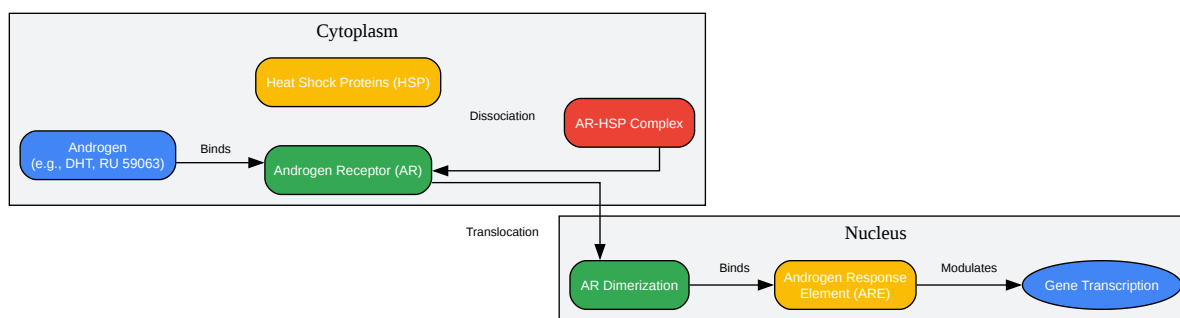 Cytoplasm
Heat Shock Proteins (HSP)
Dissociation
AR-HSP Complex
Androgen
(e.g., DHT, RU 59063)
Binds
Androgen Receptor (AR)
Translocation
Nucleus
AR Dimerization
Binds
Androgen Response
Element (ARE)
Modulates
Gene Transcription